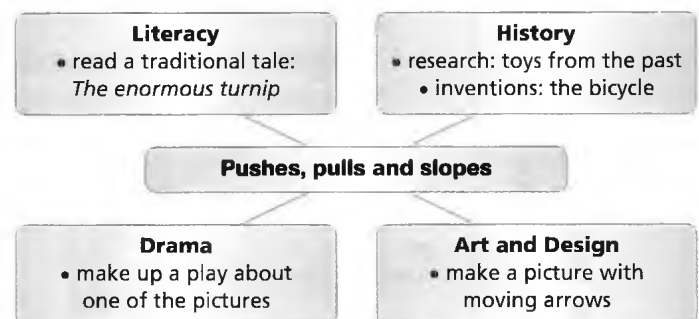 Literacy
• read a traditional tale:
The enormous turnip
History
• research: toys from the past
• inventions: the bicycle
Pushes, pulls and slopes
Drama
• make up a play about
one of the pictures
Art and Design
• make a picture with
moving arrows